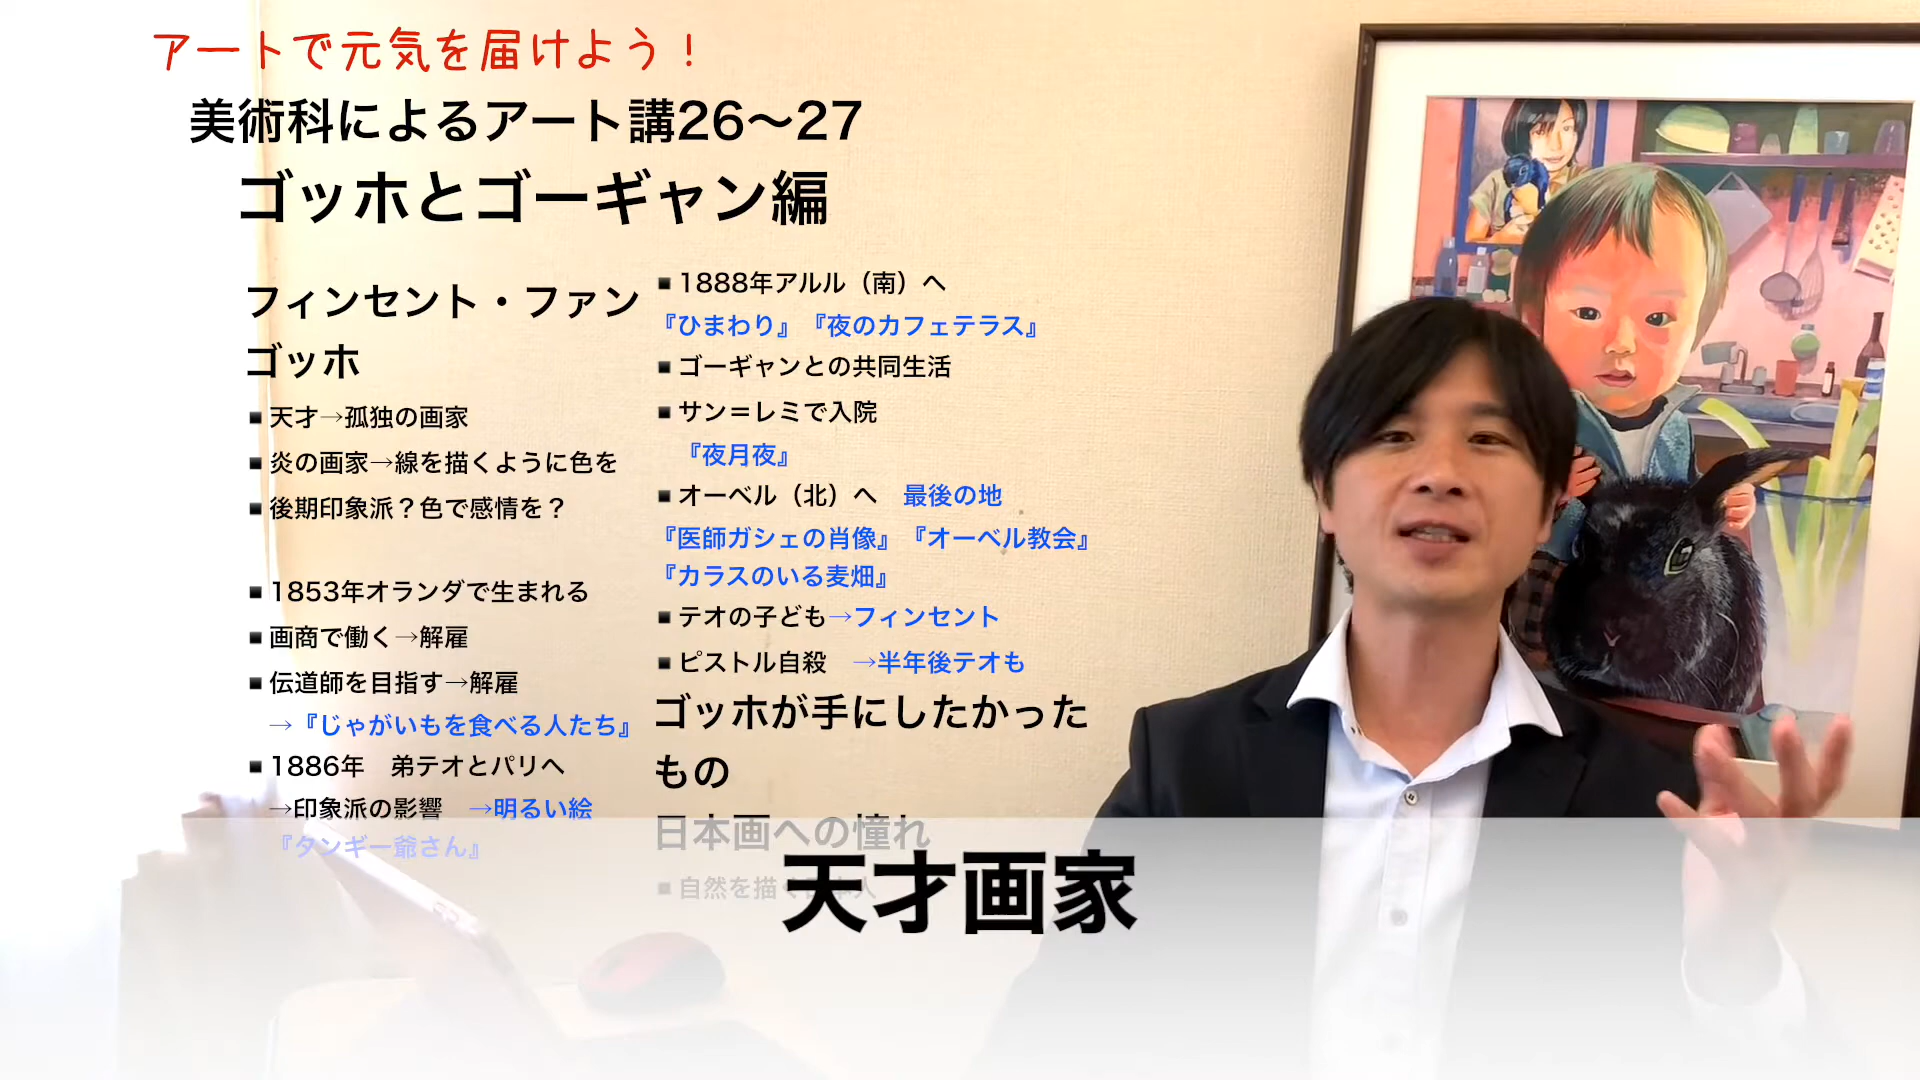 アートで元気を届けよう！
美術科によるアート講26〜27
ゴッホとゴーギャン編
フィンセント・ファン
ゴッホ
■天才→孤独の画家
■炎の画家→線を描くように色を
■後期印象派？色で感情を？
■1853年オランダで生まれる
■画商で働く→解雇
■伝道師を目指す→解雇
→『じゃがいもを食べる人たち』
■1886年　弟テオとパリへ
→印象派の影響　→明るい絵
『タンギー爺さん』
■1888年アルル（南）へ
『ひまわり』『夜のカフェテラス』
■ゴーギャンとの共同生活
■サン＝レミで入院
『夜月夜』
■オーベル（北）へ　最後の地
『医師ガシェの肖像』『オーベル教会』
『カラスのいる麦畑』
■テオの子ども→フィンセント
■ピストル自殺　→半年後テオも
ゴッホが手にしたかった
もの
日本画への憧れ
■自然を描く日本人
天才画家